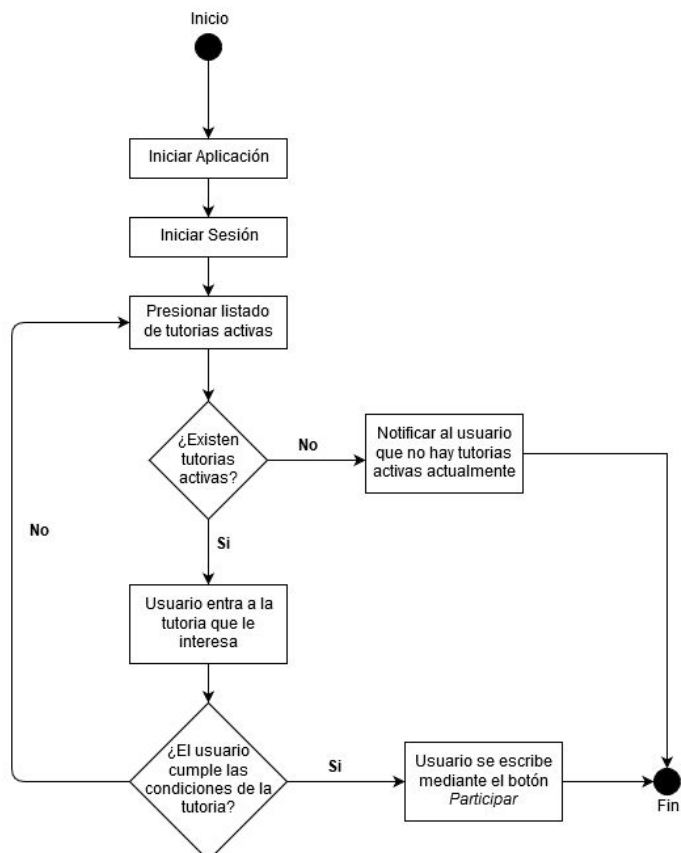 Inicio
Iniciar Aplicación
Iniciar Sesión
Presionar listado
de tutorias activas
¿Existen
tutorias
activas?
No
Notificar al usuario
que no hay tutorias
activas actualmente
No
Si
Usuario entra a la
tutoria que le
interesa
¿El usuario
cumple las
condiciones de la
tutoria?
Si
Usuario se escribe
mediante el botón
Participar
Fin